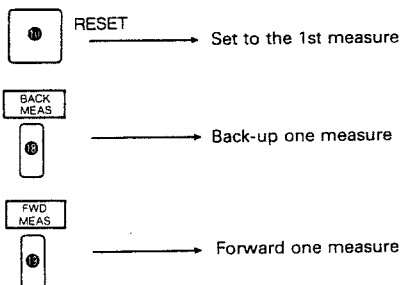 RESET
Set to the 1st measure
BACK
MEAS
Back-up one measure
FWD
MEAS
Forward one measure